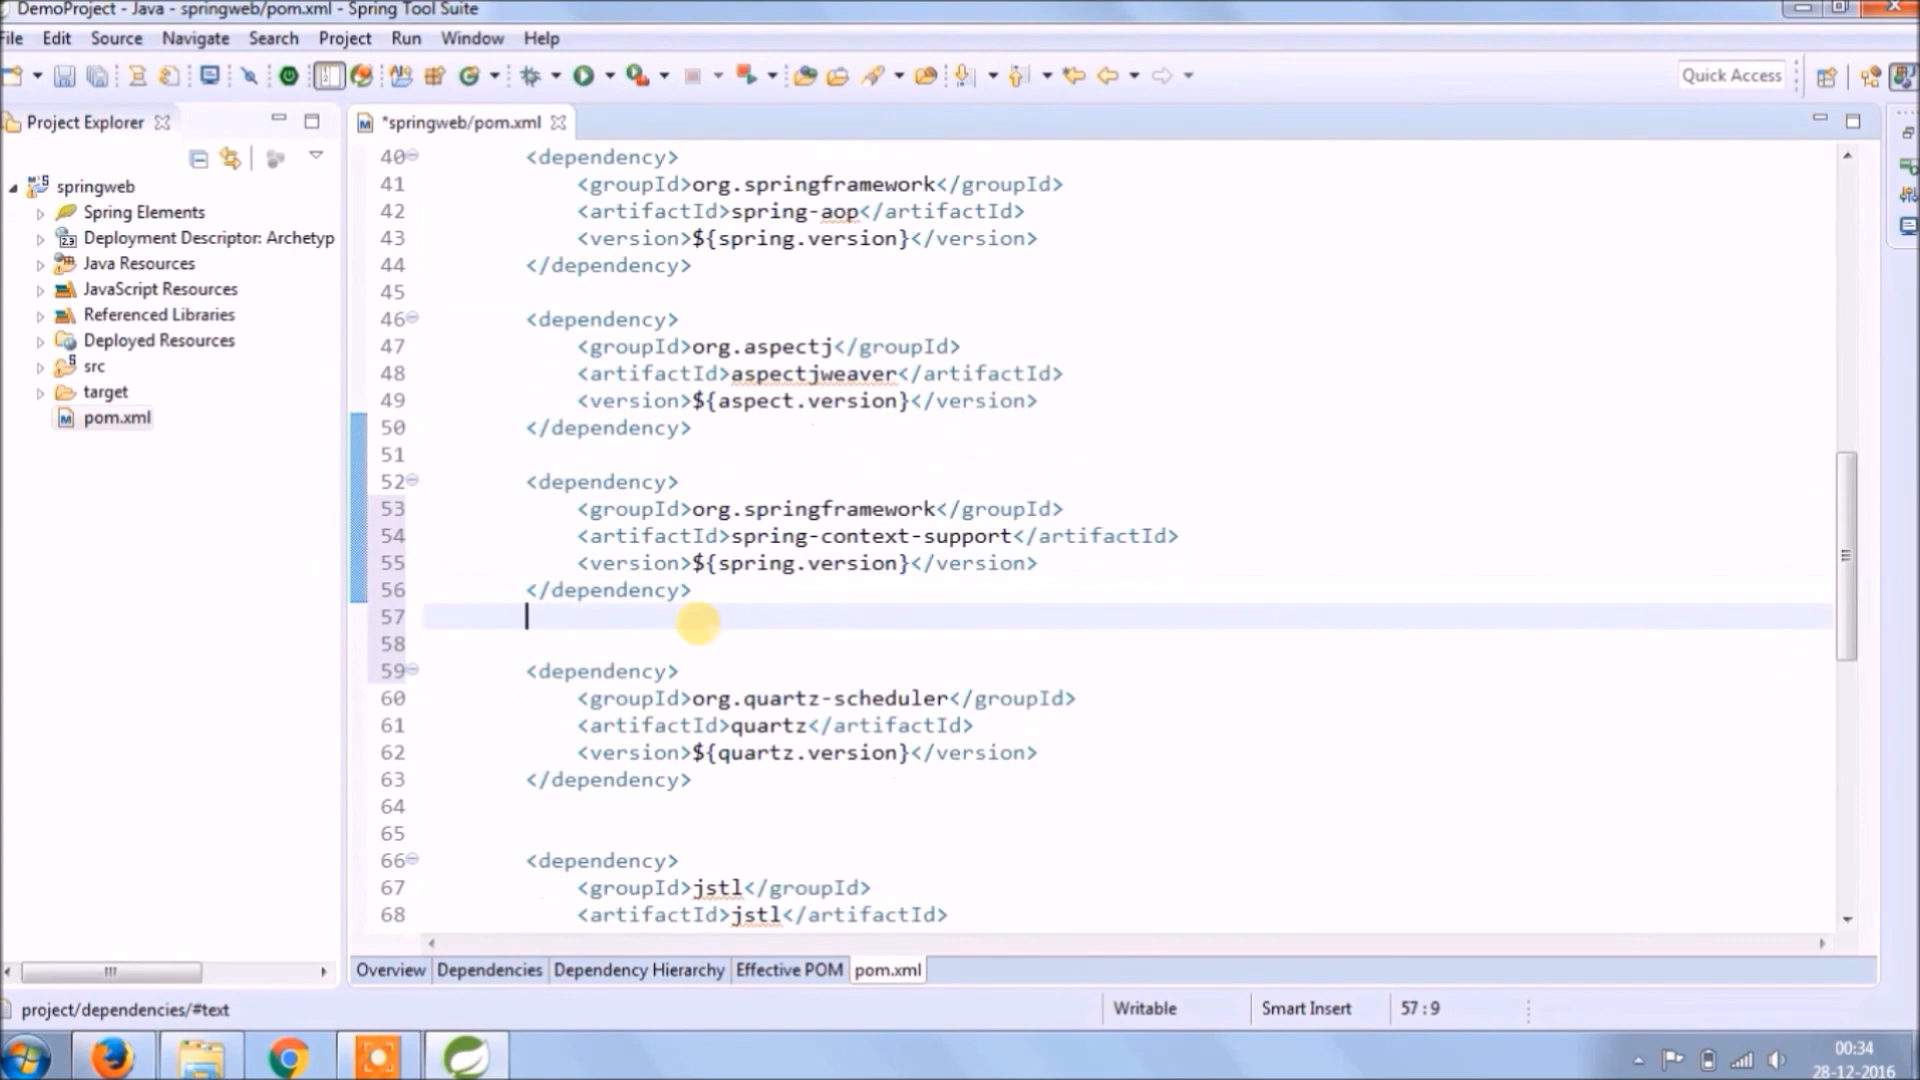 DemoProject - Java - springweb/pom.xml - Spring Tool Suite
File Edit Source Navigate Search Project Run Window Help
Quick Access
Project Explorer
*springweb/pom.xml
springweb
Spring Elements
Deployment Descriptor: Archetyp
Java Resources
JavaScript Resources
Referenced Libraries
Deployed Resources
src
target
pom.xml
40 <dependency>
41 <groupId>org.springframework</groupId>
42 <artifactId>spring-aop</artifactId>
43 <version>${spring.version}</version>
44 </dependency>
45
46 <dependency>
47 <groupId>org.aspectj</groupId>
48 <artifactId>aspectjweaver</artifactId>
49 <version>${aspect.version}</version>
50 </dependency>
51
52 <dependency>
53 <groupId>org.springframework</groupId>
54 <artifactId>spring-context-support</artifactId>
55 <version>${spring.version}</version>
56 </dependency>
57
58
59 <dependency>
60 <groupId>org.quartz-scheduler</groupId>
61 <artifactId>quartz</artifactId>
62 <version>${quartz.version}</version>
63 </dependency>
64
65
66 <dependency>
67 <groupId>jstl</groupId>
68 <artifactId>jstl</artifactId>
Overview Dependencies Dependency Hierarchy Effective POM pom.xml
project/dependencies/#text
Writable Smart Insert 57 : 9
00:34
28-12-2016